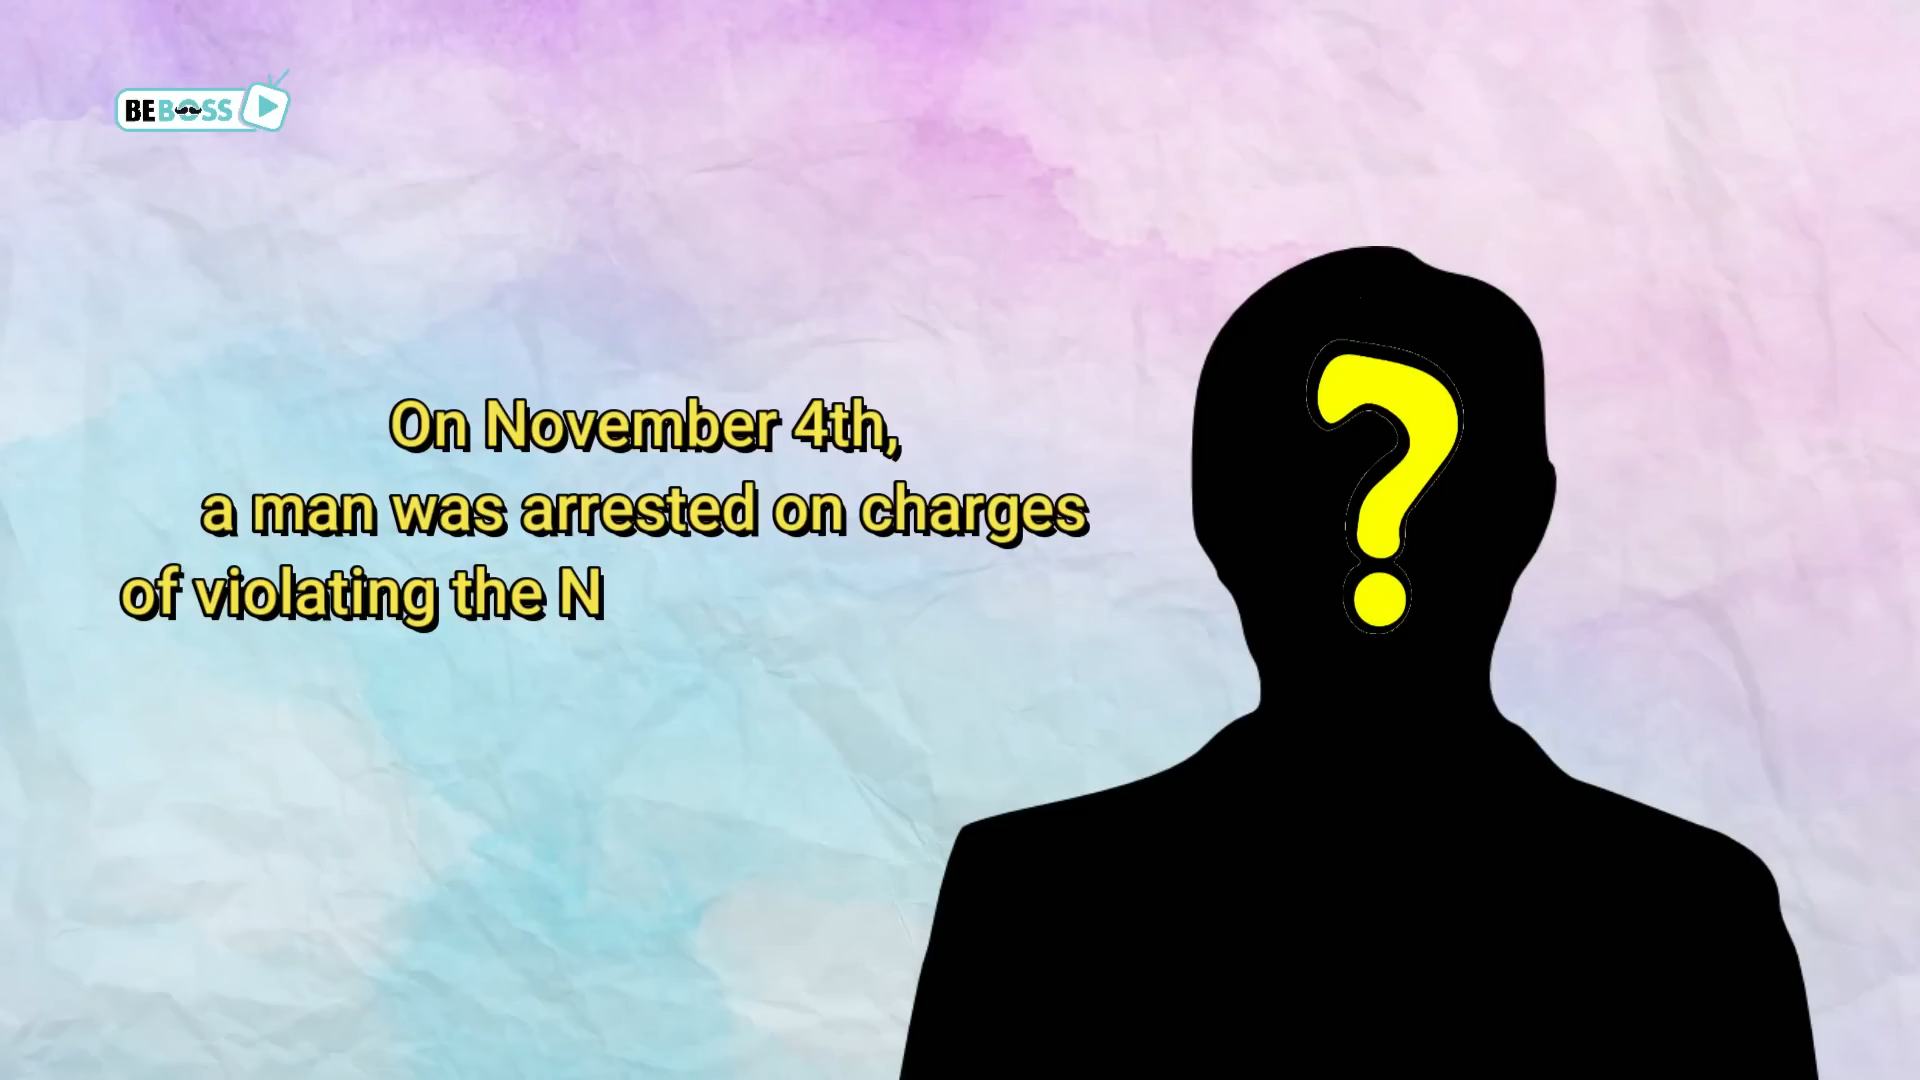 BEBOSS
On November 4th,
a man was arrested on charges
of violating the N
?